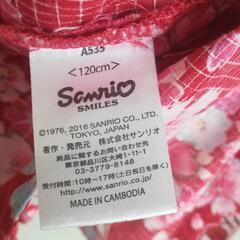 A535
<120cm>
Sanrio
SMILES
©1976, 2016 SANRIO CO., LTD.
TOKYO, JAPAN
著作・発売元 株式会社サンリオ
商品に関するお問い合わせは
東京都品川区大崎1-11-1
03-3779-8148
受付時間:10時〜17時(土日祝日を除く)
www.sanrio.co.jp
MADE IN CAMBODIA